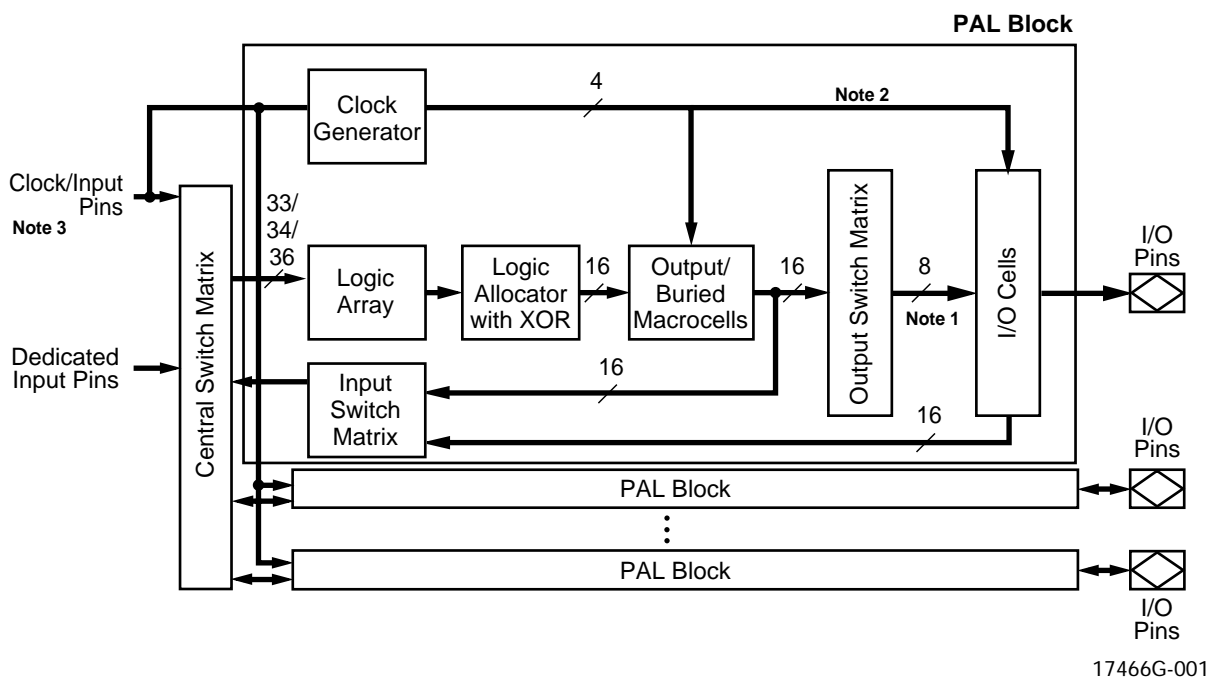 PAL Block
Clock
Generator
4
Note 2
Clock/Input
Pins
Note 3
33/
34/
36
Central Switch Matrix
Logic
Array
Logic
Allocator
with XOR
16
Output/
Buried
Macrocells
16
Output Switch Matrix
8
Note 1
I/O Cells
I/O
Pins
Dedicated
Input Pins
Input
Switch
Matrix
16
16
I/O
Pins
PAL Block
PAL Block
I/O
Pins
17466G-001